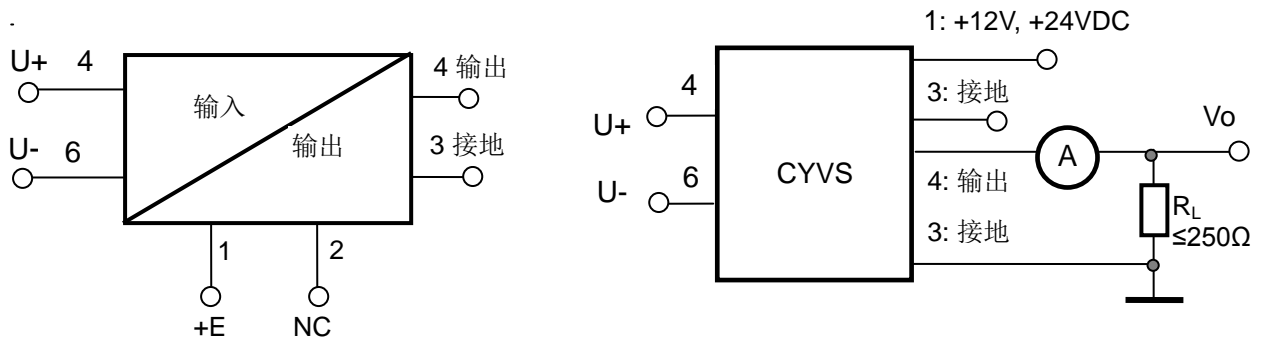 U+ 4
U- 6
输入
输出
4 输出
3 接地
1
2
+E
NC
1: +12V, +24VDC
3: 接地
4
U+
6
U-
CYVS
A
Vo
4: 输出
3: 接地
RL
≤250Ω